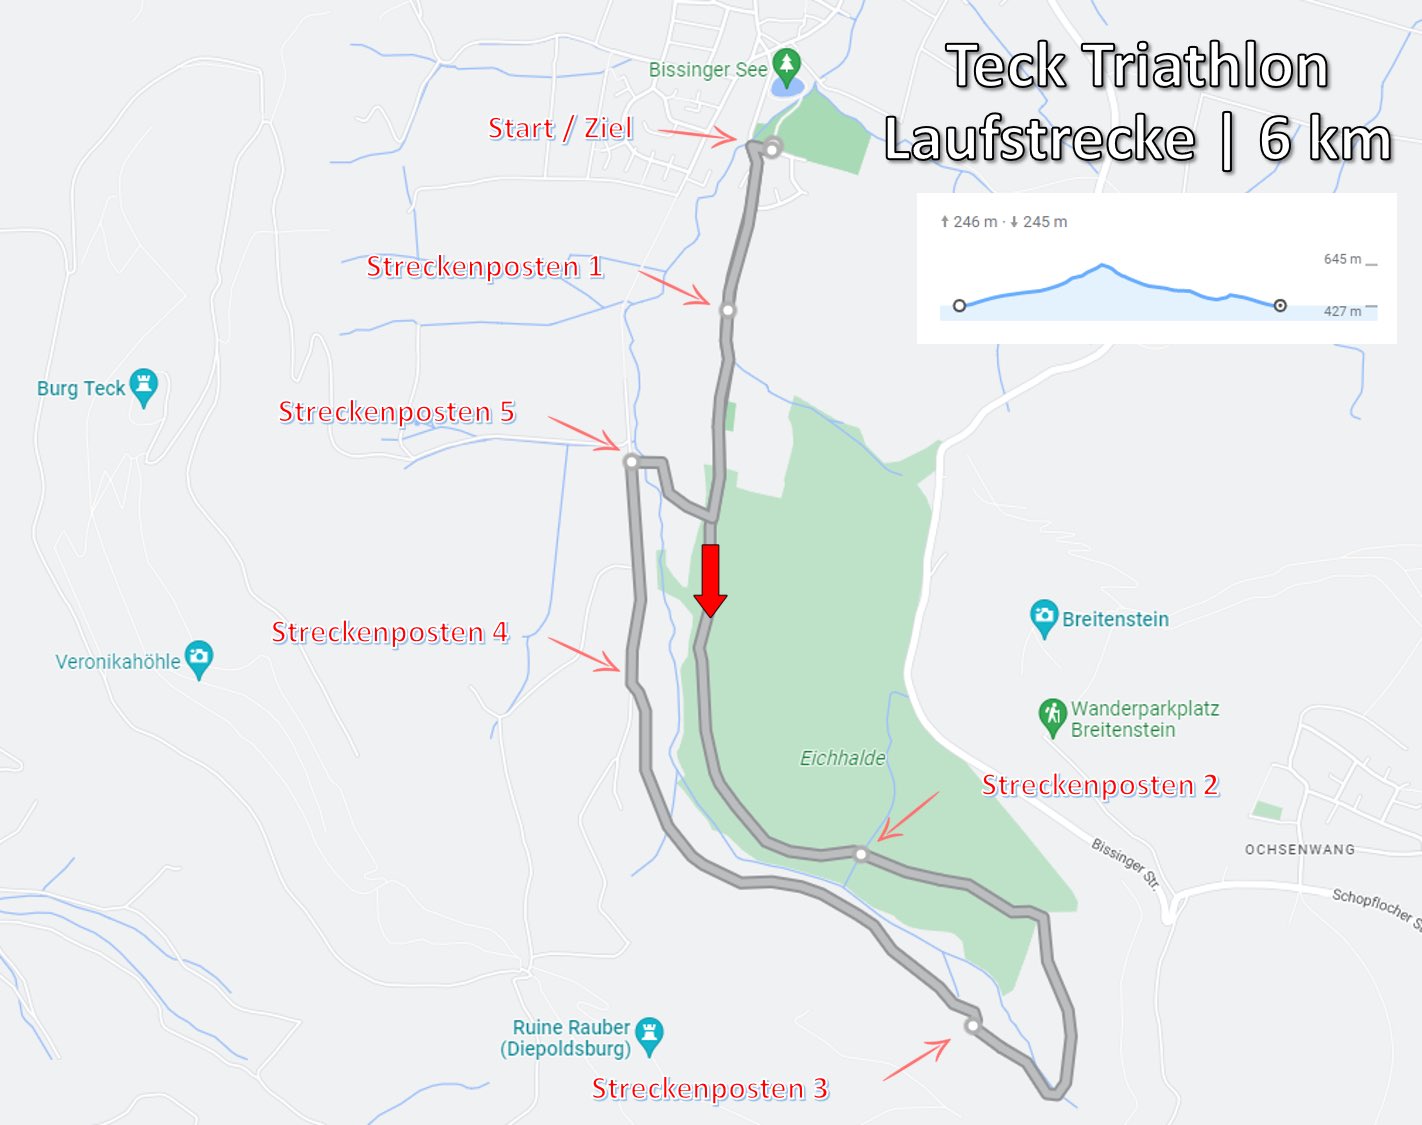 Teck Triathlon
Laufstrecke | 6 km
Bissinger See
Start / Ziel
246 m · 245 m
645 m
427 m
Streckenposten 1
Burg Teck
Streckenposten 5
Streckenposten 4
Veronikahöhle
Breitenstein
Wanderparkplatz
Breitenstein
Eichhalde
Streckenposten 2
Bissinger Str.
OCHSENWANG
Schopflocher St
Ruine Rauber
(Diepoldsburg)
Streckenposten 3